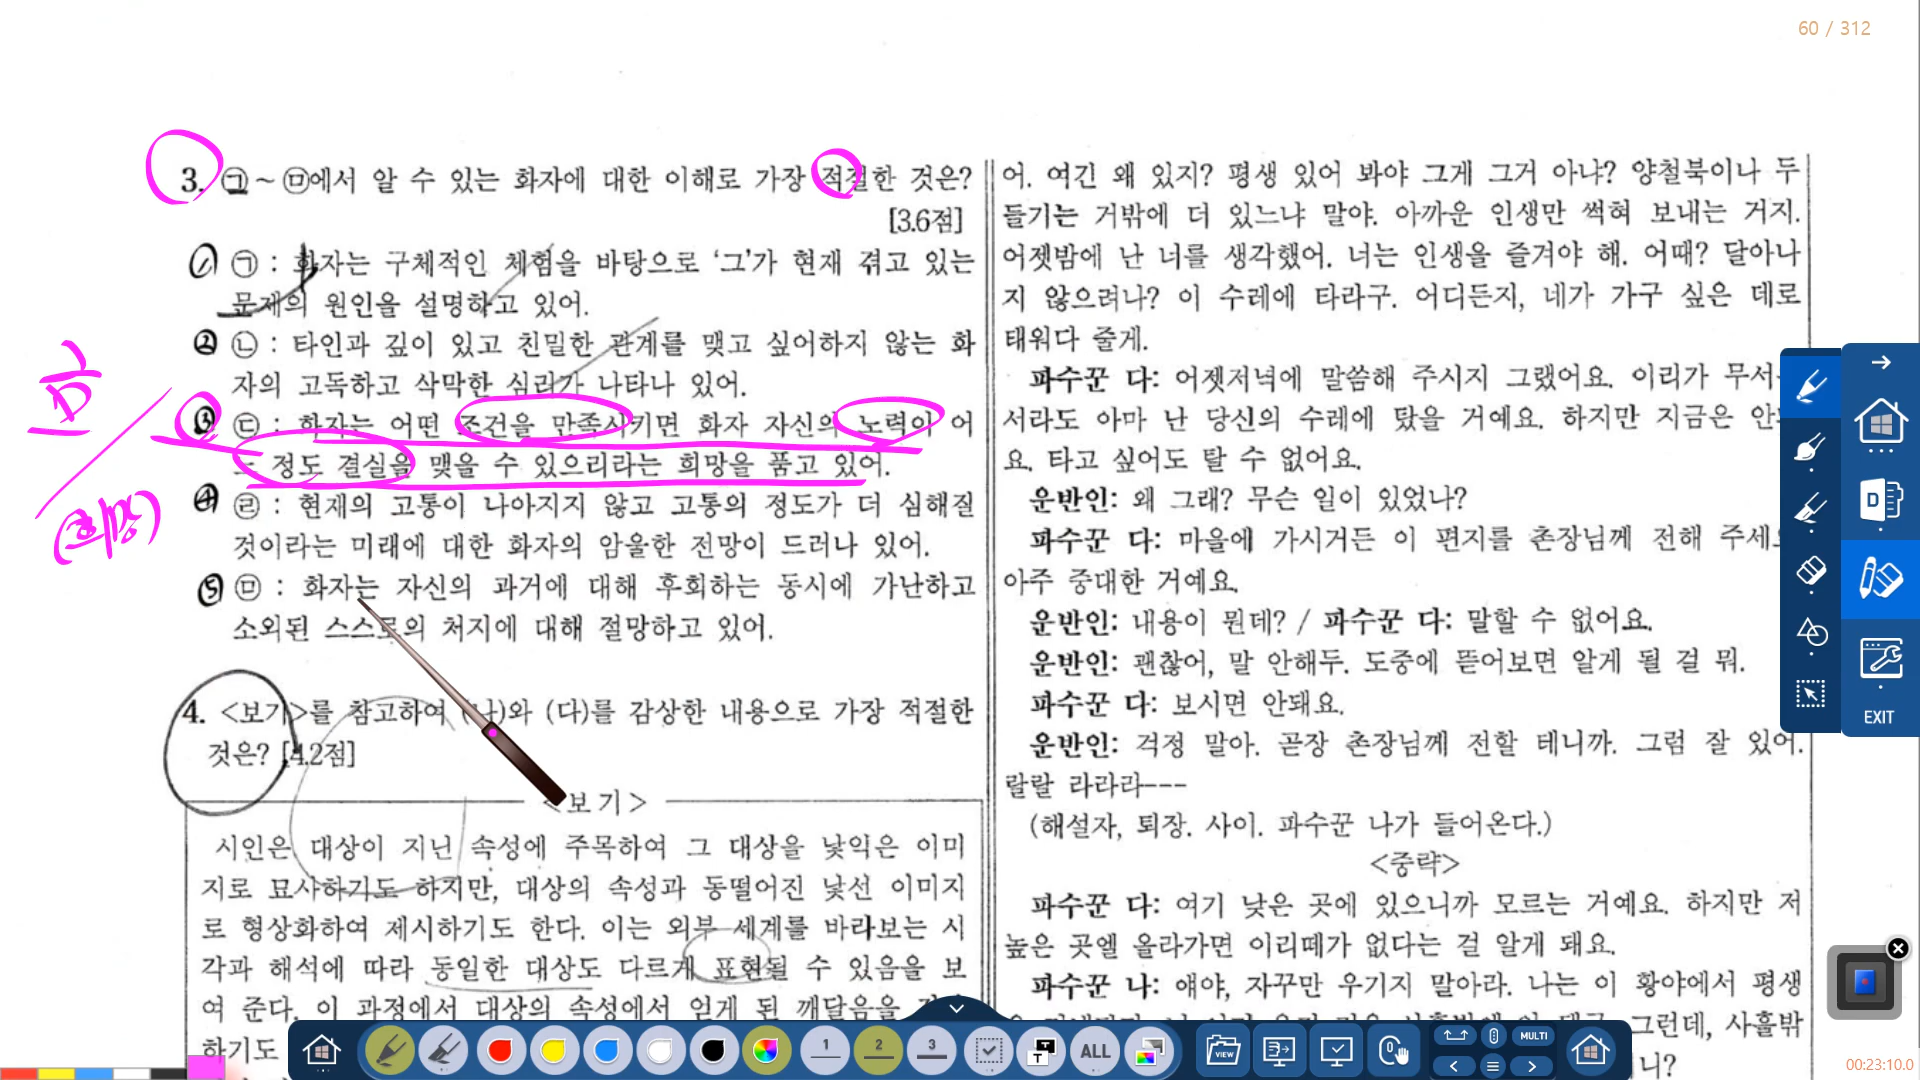 60 / 312
3. ㉠ ~ ㉤에서 알 수 있는 화자에 대한 이해로 가장 적절한 것은?
[3.6점]
① ㉠ : 화자는 구체적인 체험을 바탕으로 ‘그’가 현재 겪고 있는
문제의 원인을 설명하고 있어.
② ㉡ : 타인과 깊이 있고 친밀한 관계를 맺고 싶어하지 않는 화
자의 고독하고 삭막한 심리가 나타나 있어.
③ ㉢ : 화자는 어떤 조건을 만족시키면 화자 자신의 노력이 어
느 정도 결실을 맺을 수 있으리라는 희망을 품고 있어.
④ ㉣ : 현재의 고통이 나아지지 않고 고통의 정도가 더 심해질
것이라는 미래에 대한 화자의 암울한 전망이 드러나 있어.
⑤ ㉤ : 화자는 자신의 과거에 대해 후회하는 동시에 가난하고
소외된 스스로의 처지에 대해 절망하고 있어.
(희망)
4. <보기>를 참고하여 (나)와 (다)를 감상한 내용으로 가장 적절한
것은? [4.2점]
<보 기>
시인은 대상이 지닌 속성에 주목하여 그 대상을 낯익은 이미
지로 묘사하기도 하지만, 대상의 속성과 동떨어진 낯선 이미지
로 형상화하여 제시하기도 한다. 이는 외부 세계를 바라보는 시
각과 해석에 따라 동일한 대상도 다르게 표현될 수 있음을 보
여 준다. 이 과정에서 대상의 속성에서 얻게 된 깨달음을
하기도
어. 여긴 왜 있지? 평생 있어 봐야 그게 그거 아냐? 양철북이나 두
들기는 거밖에 더 있느냐 말야. 아까운 인생만 썩혀 보내는 거지.
어젯밤에 난 너를 생각했어. 너는 인생을 즐겨야 해. 어때? 달아나
지 않으려나? 이 수레에 타라구. 어디든지, 네가 가구 싶은 데로
태워다 줄게.
파수꾼 다: 어젯저녁에 말씀해 주시지 그랬어요. 이리가 무서
서라도 아마 난 당신의 수레에 탔을 거예요. 하지만 지금은 안
요. 타고 싶어도 탈 수 없어요.
운반인: 왜 그래? 무슨 일이 있었나?
파수꾼 다: 마을에 가시거든 이 편지를 촌장님께 전해 주세요
아주 중대한 거예요.
운반인: 내용이 뭔데? / 파수꾼 다: 말할 수 없어요.
운반인: 괜찮어, 말 안해두. 도중에 뜯어보면 알게 될 걸 뭐.
파수꾼 다: 보시면 안돼요.
운반인: 걱정 말아. 곧장 촌장님께 전할 테니까. 그럼 잘 있어.
랄랄 라라라---
(해설자, 퇴장. 사이. 파수꾼 나가 들어온다.)
<중략>
파수꾼 다: 여기 낮은 곳에 있으니까 모르는 거예요. 하지만 저
높은 곳엘 올라가면 이리떼가 없다는 걸 알게 돼요.
파수꾼 나: 얘야, 자꾸만 우기지 말아라. 나는 이 황야에서 평생
그런데, 사흘밤
니?
EXIT
1
2
3
T
T
ALL
VIEW
MULTI
00:23:10.0